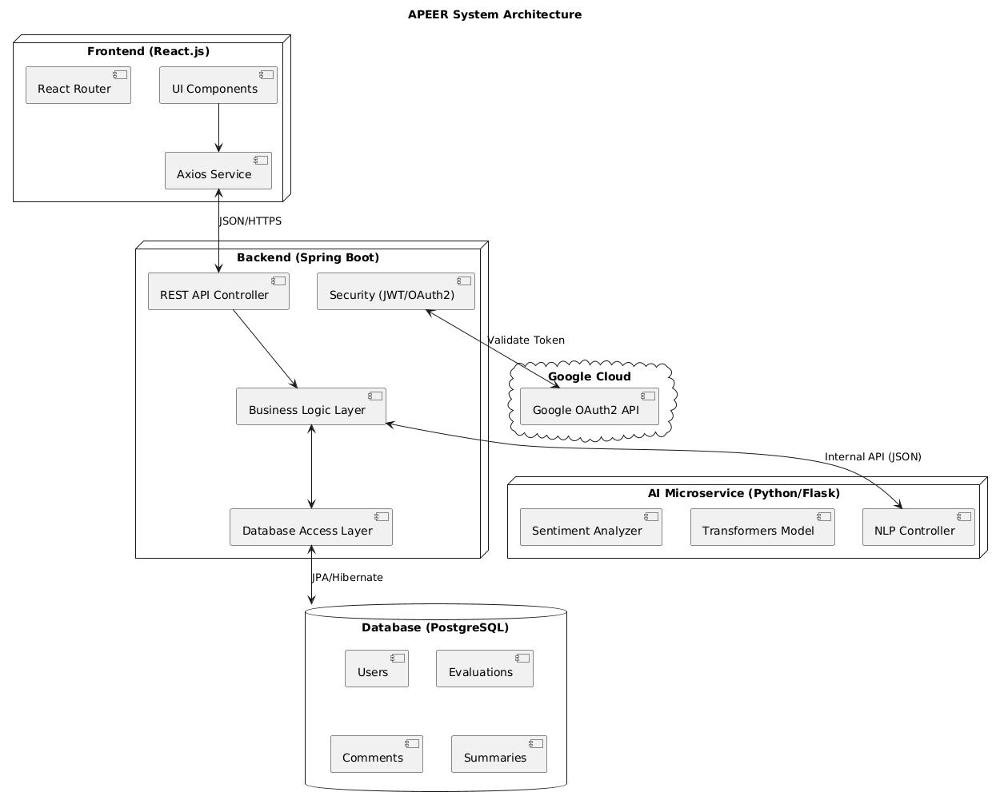 APEER System Architecture
Frontend (React.js)
React Router
UI Components
Axios Service
JSON/HTTPS
Backend (Spring Boot)
REST API Controller
Security (JWT/OAuth2)
Validate Token
Google Cloud
Business Logic Layer
Google OAuth2 API
Internal API (JSON)
AI Microservice (Python/Flask)
Database Access Layer
Sentiment Analyzer
Transformers Model
NLP Controller
JPA/Hibernate
Database (PostgreSQL)
Users
Evaluations
Comments
Summaries